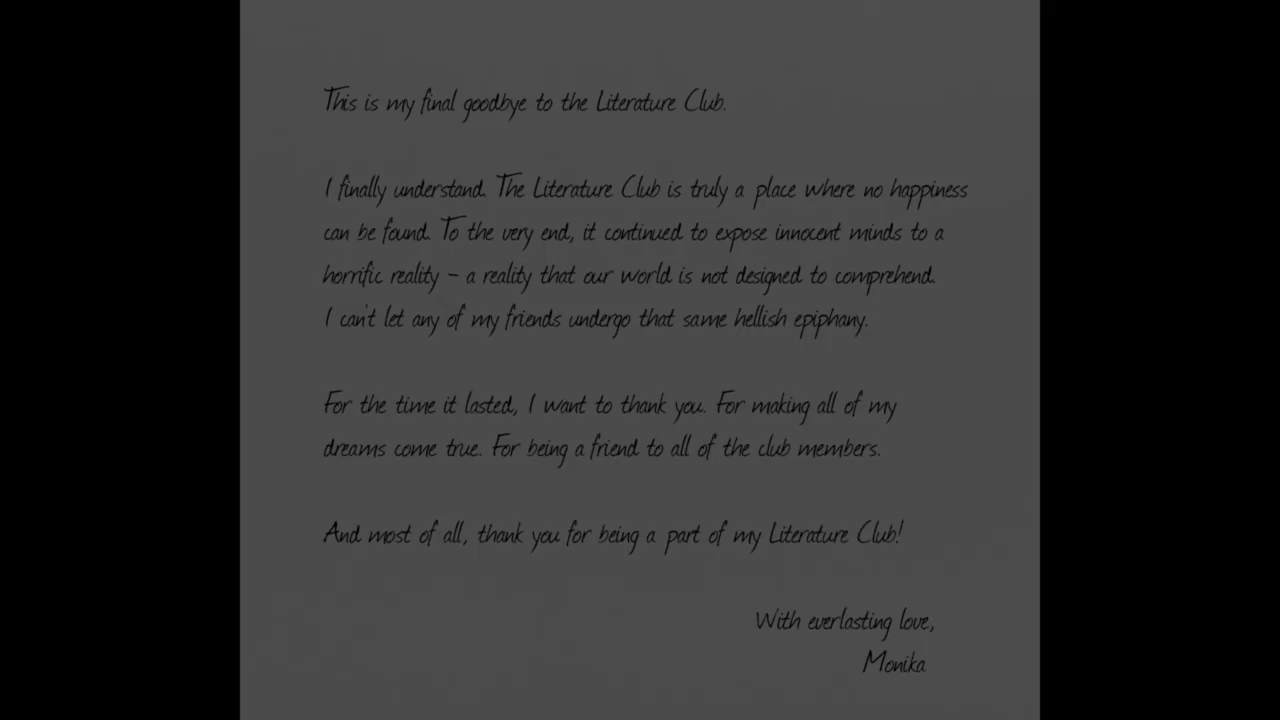 This is my final goodbye to the Literature Club.
I finally understand. The Literature Club is truly a place where no happiness
can be found. To the very end, it continued to expose innocent minds to a
horrific reality - a reality that our world is not designed to comprehend.
I can't let any of my friends undergo that same hellish epiphany.
For the time it lasted, I want to thank you. For making all of my
dreams come true. For being a friend to all of the club members.
And most of all, thank you for being a part of my Literature Club!
With everlasting love,
Monika